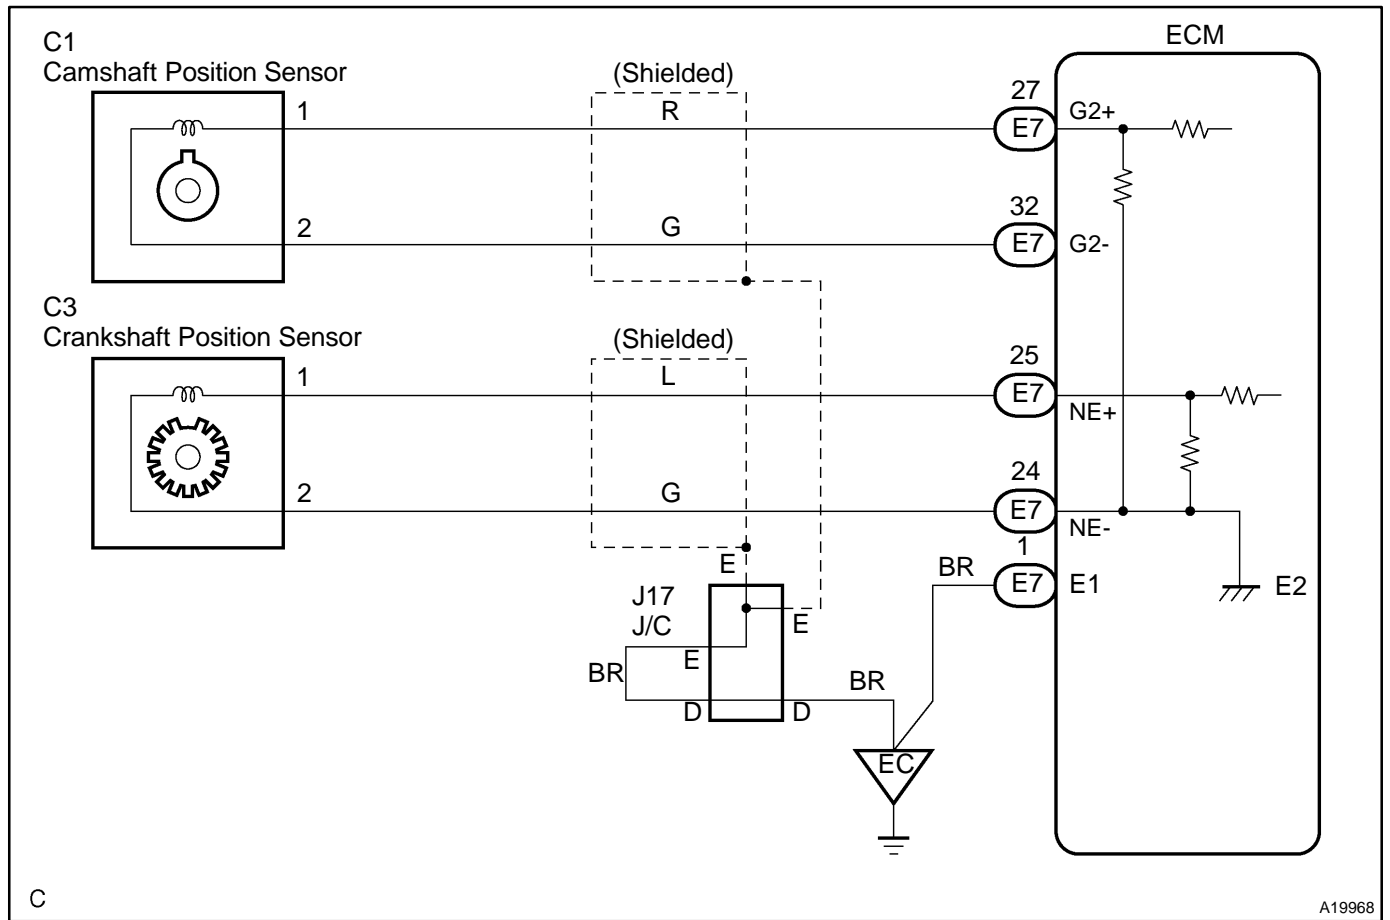 ECM
C1
Camshaft Position Sensor
(Shielded)
1
R
27
E7
G2+
2
G
32
E7
G2-
C3
Crankshaft Position Sensor
(Shielded)
1
L
25
E7
NE+
2
G
24
E7
NE-
E
1
BR
E7
E1
E2
J17
J/C
E
E
BR
BR
D
D
EC
C
A19968